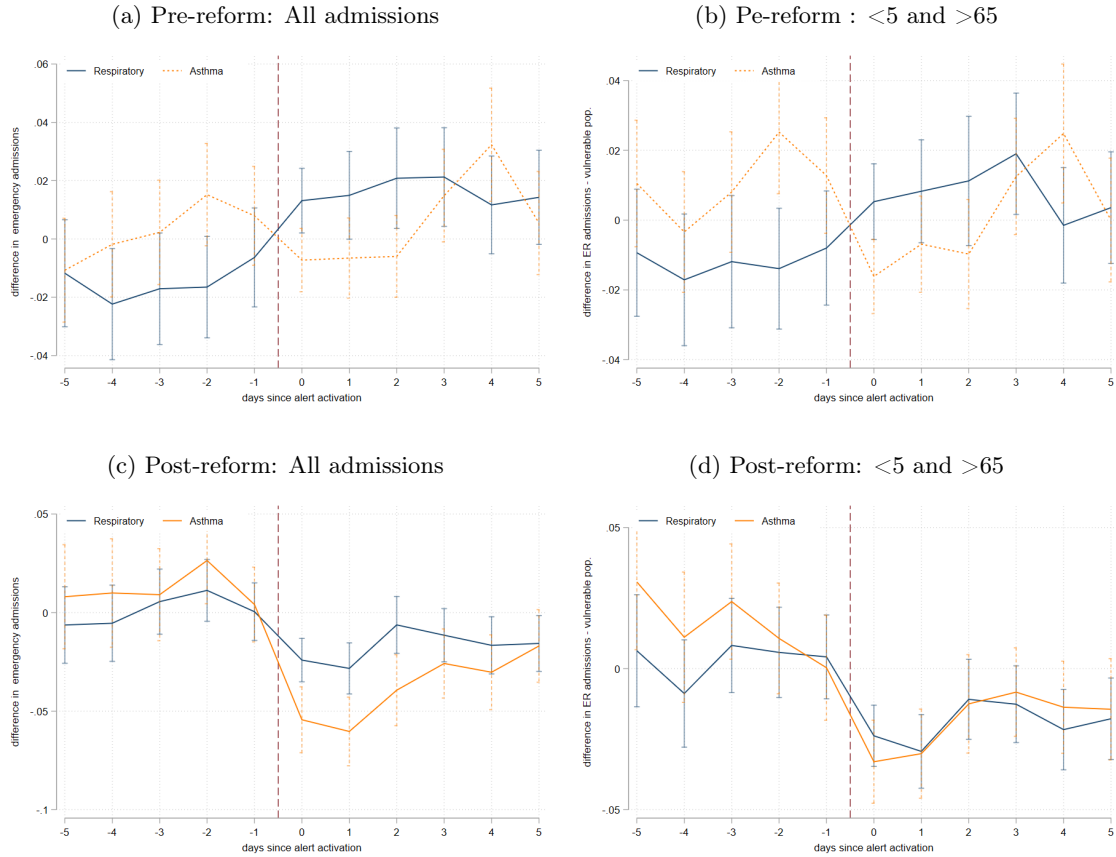 (a) Pre-reform: All admissions
Respiratory Asthma
.06
.04
.02
0
-.02
-.04
difference in emergency admissions
-5 -4 -3 -2 -1 0 1 2 3 4 5
days since alert activation
(b) Pe-reform : <5 and >65
Respiratory Asthma
.04
.02
0
-.02
-.04
difference in ER admissions - vulnerable pop.
-5 -4 -3 -2 -1 0 1 2 3 4 5
days since alert activation
(c) Post-reform: All admissions
Respiratory Asthma
.05
0
-.05
-.1
difference in emergency admissions
-5 -4 -3 -2 -1 0 1 2 3 4 5
days since alert activation
(d) Post-reform: <5 and >65
Respiratory Asthma
.05
0
-.05
difference in ER admissions - vulnerable pop.
-5 -4 -3 -2 -1 0 1 2 3 4 5
days since alert activation